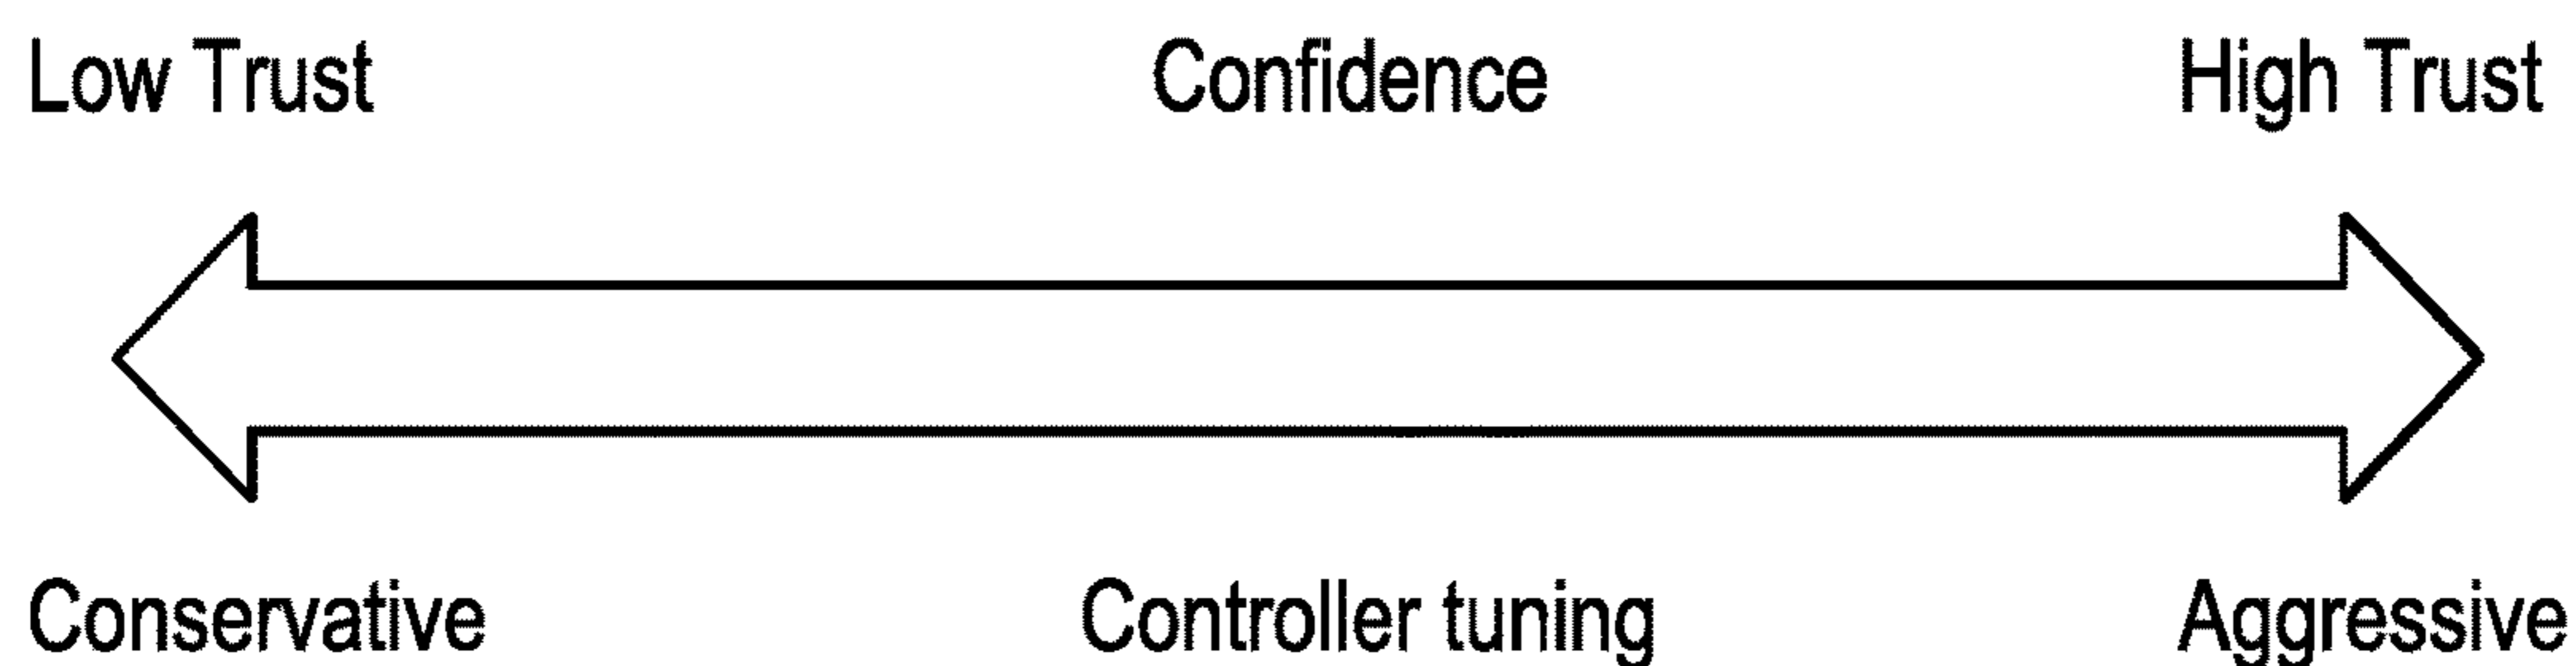 Low Trust Confidence High Trust
Conservative Controller tuning Aggressive